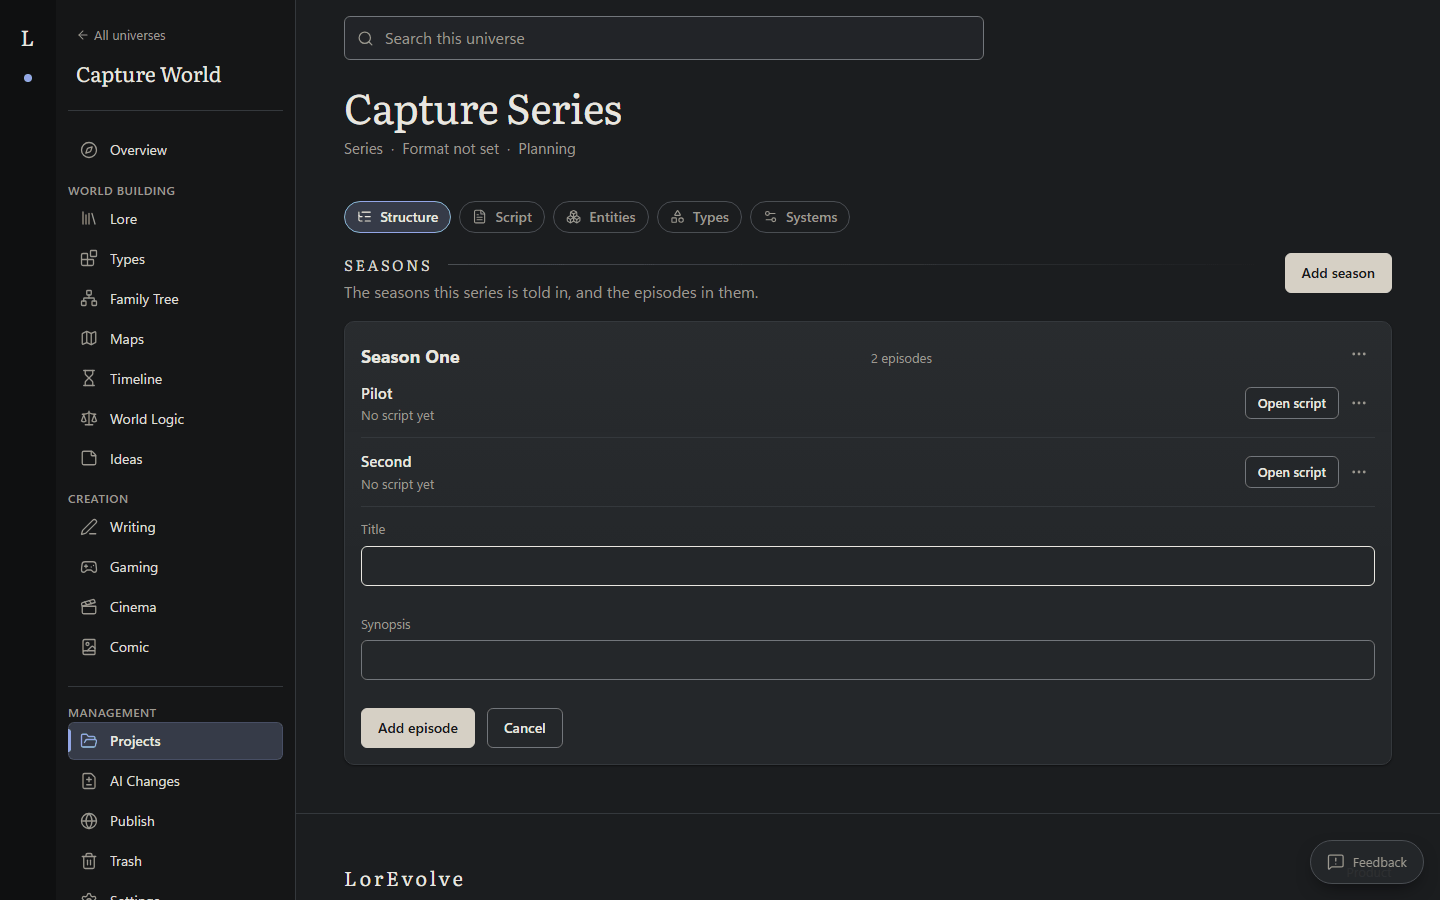 L
All universes
Capture World
Overview
WORLD BUILDING
Lore
Types
Family Tree
Maps
Timeline
World Logic
Ideas
CREATION
Writing
Gaming
Cinema
Comic
MANAGEMENT
Projects
AI Changes
Publish
Trash
Settings
Search this universe
Capture Series
Series · Format not set · Planning
Structure
Script
Entities
Types
Systems
SEASONS
Add season
The seasons this series is told in, and the episodes in them.
Season One
2 episodes
Pilot
No script yet
Open script
Second
No script yet
Open script
Title
Synopsis
Add episode
Cancel
LorEvolve
Feedback
Product